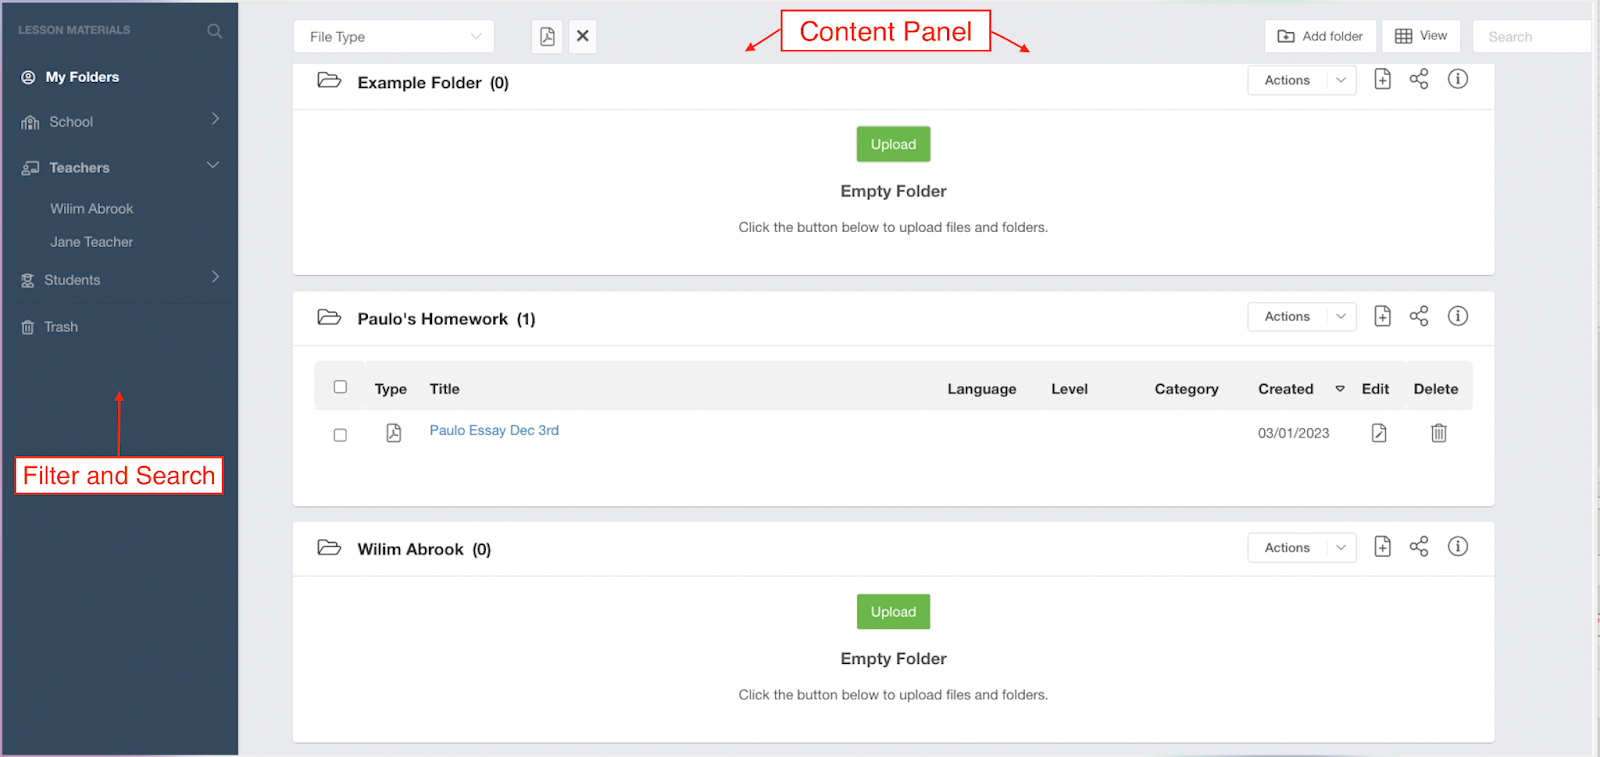 LESSON MATERIALS
My Folders
School
Teachers
Wilim Abrook
Jane Teacher
Students
Trash
Filter and Search
File Type
Content Panel
Add folder
View
Search
Example Folder (0)
Actions
Upload
Empty Folder
Click the button below to upload files and folders.
Paulo's Homework (1)
Actions
Type Title Language Level Category Created Edit Delete
Paulo Essay Dec 3rd 03/01/2023
Wilim Abrook (0)
Actions
Upload
Empty Folder
Click the button below to upload files and folders.